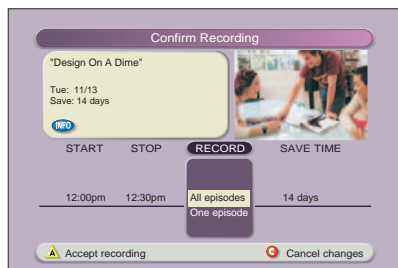 Confirm Recording
"Design On A Dime"
Tue: 11/13
Save: 14 days
INFO
START STOP RECORD SAVE TIME
12:00pm 12:30pm All episodes 14 days
One episode
A Accept recording C Cancel changes